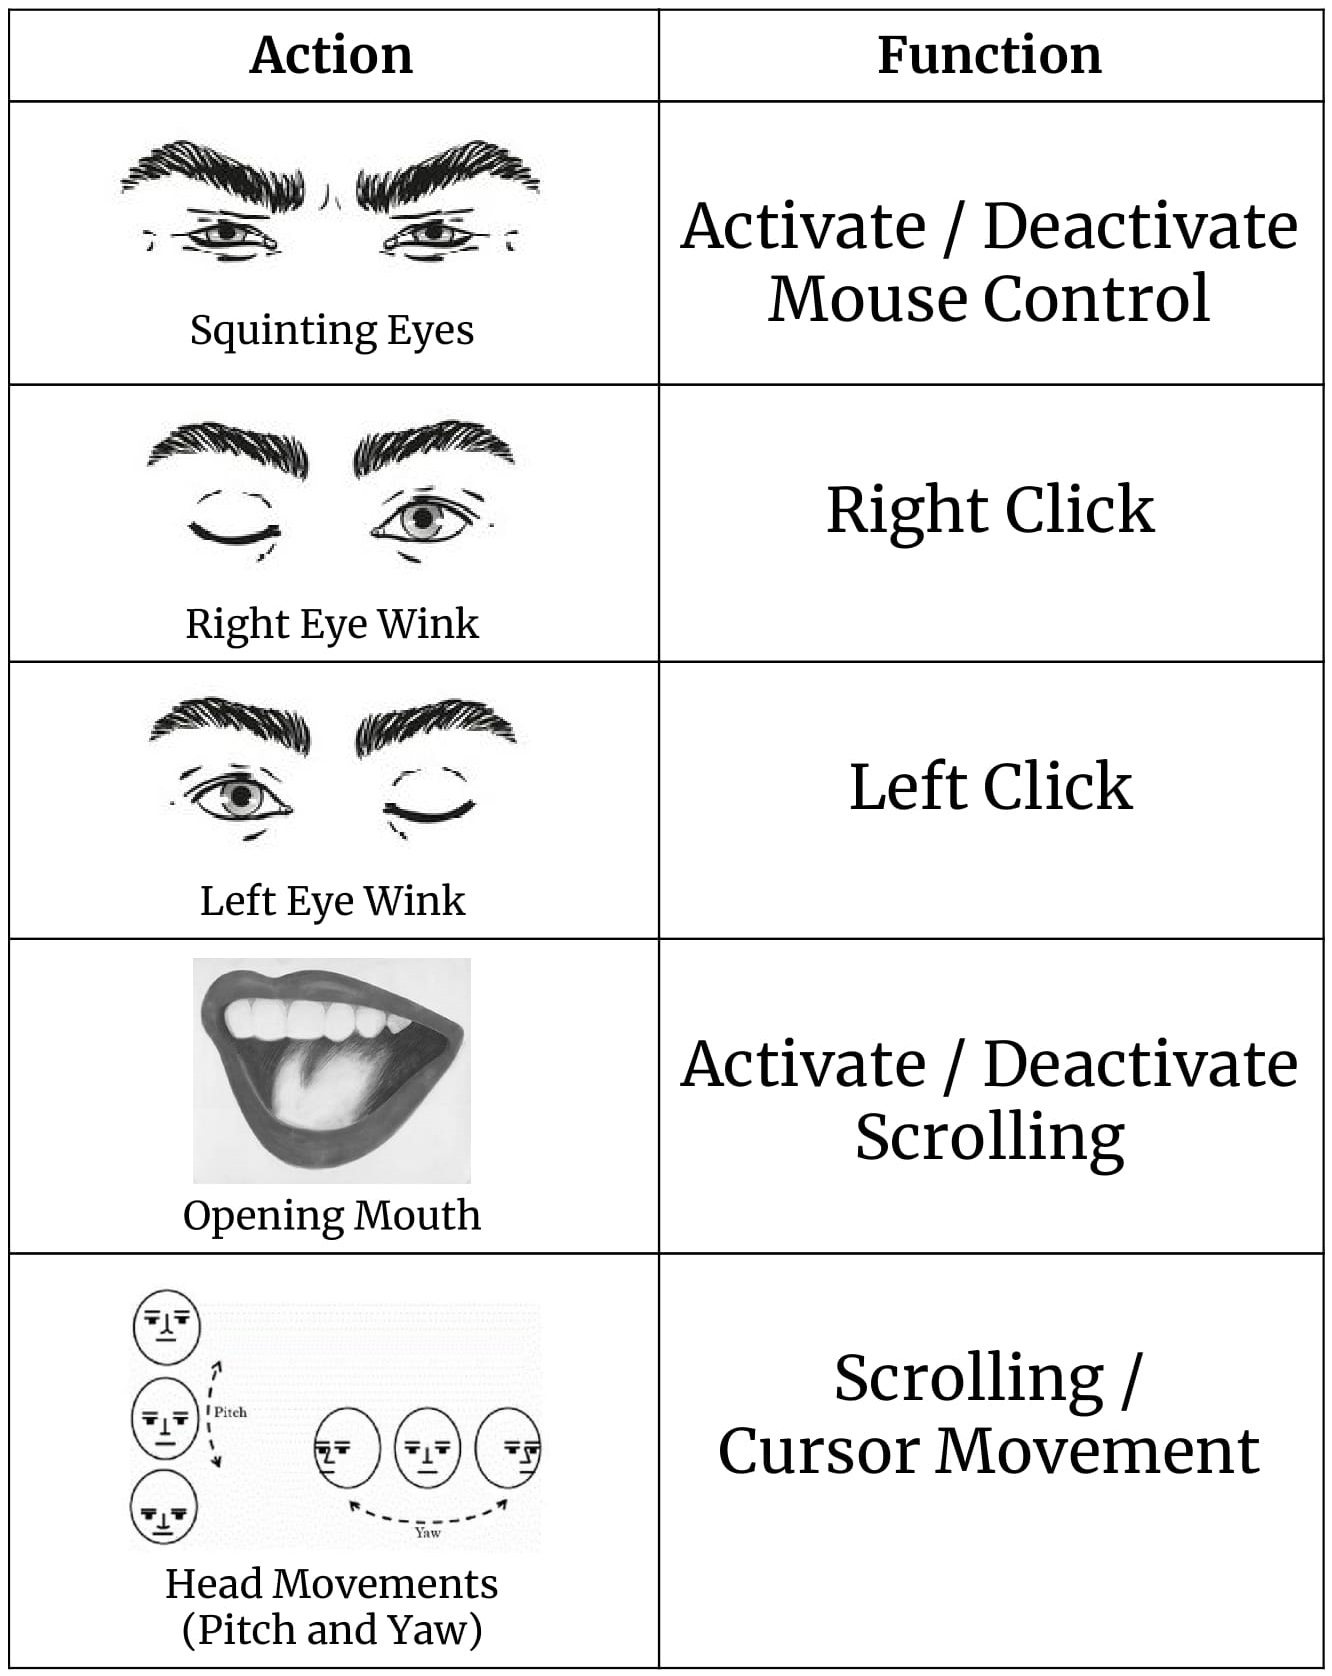 Action
Function
Squinting Eyes
Activate / Deactivate
Mouse Control
Right Eye Wink
Right Click
Left Eye Wink
Left Click
Opening Mouth
Activate / Deactivate
Scrolling
Pitch
Yaw
Head Movements
(Pitch and Yaw)
Scrolling /
Cursor Movement